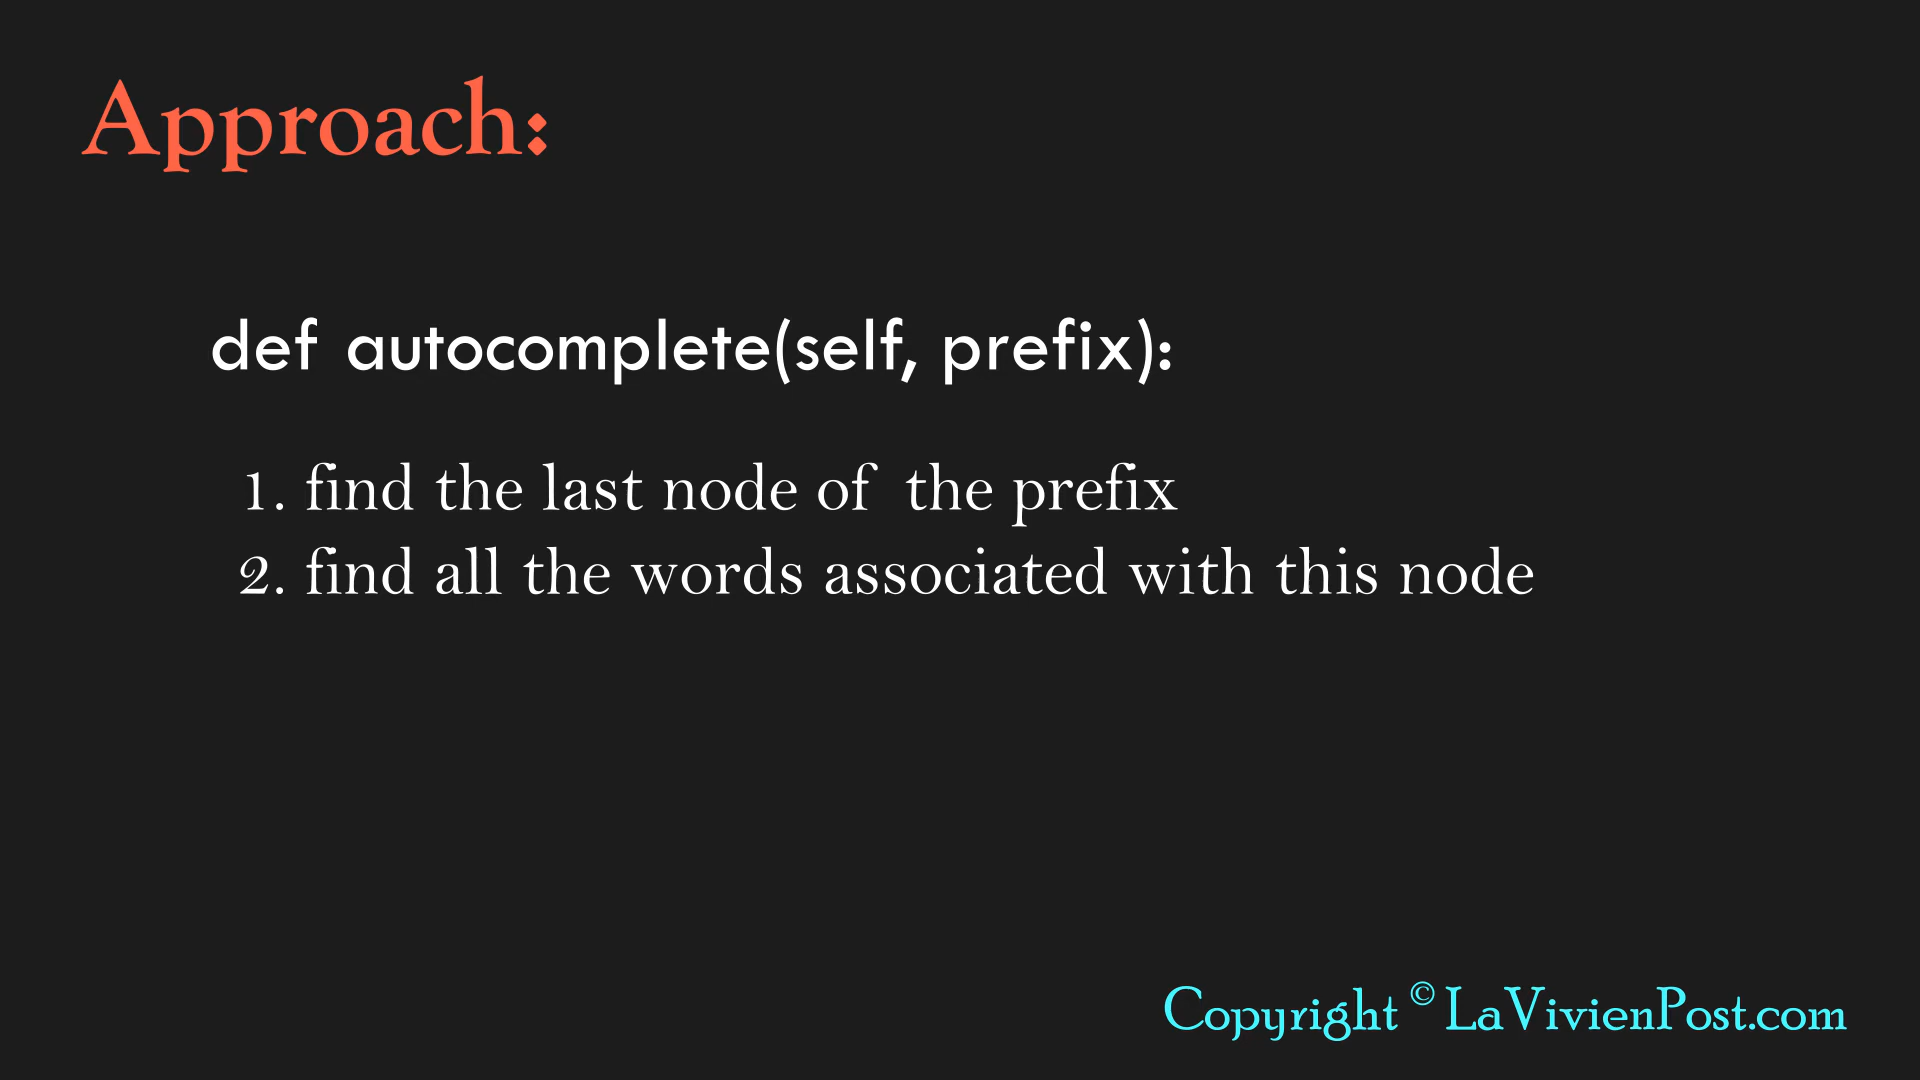 Approach:
def autocomplete(self, prefix):
1. find the last node of the prefix
2. find all the words associated with this node
Copyright © LaVivienPost.com